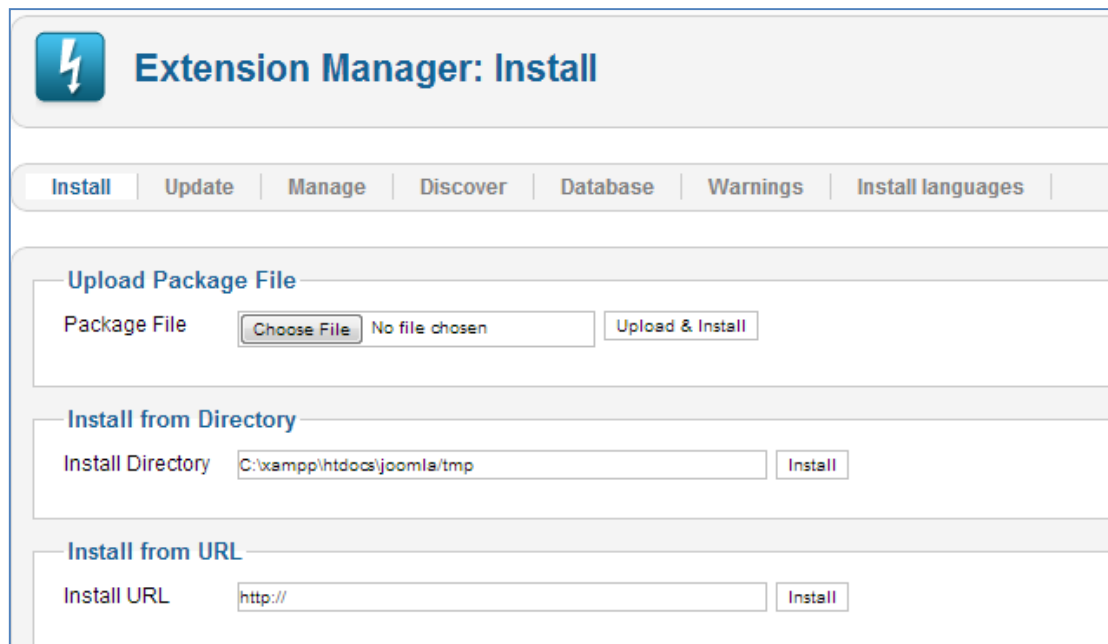 Extension Manager: Install
Install Update Manage Discover Database Warnings Install languages
Upload Package File
Package File Choose File No file chosen Upload & Install
Install from Directory
Install Directory C:\xampp\htdocs\joomla/tmp Install
Install from URL
Install URL http:// Install